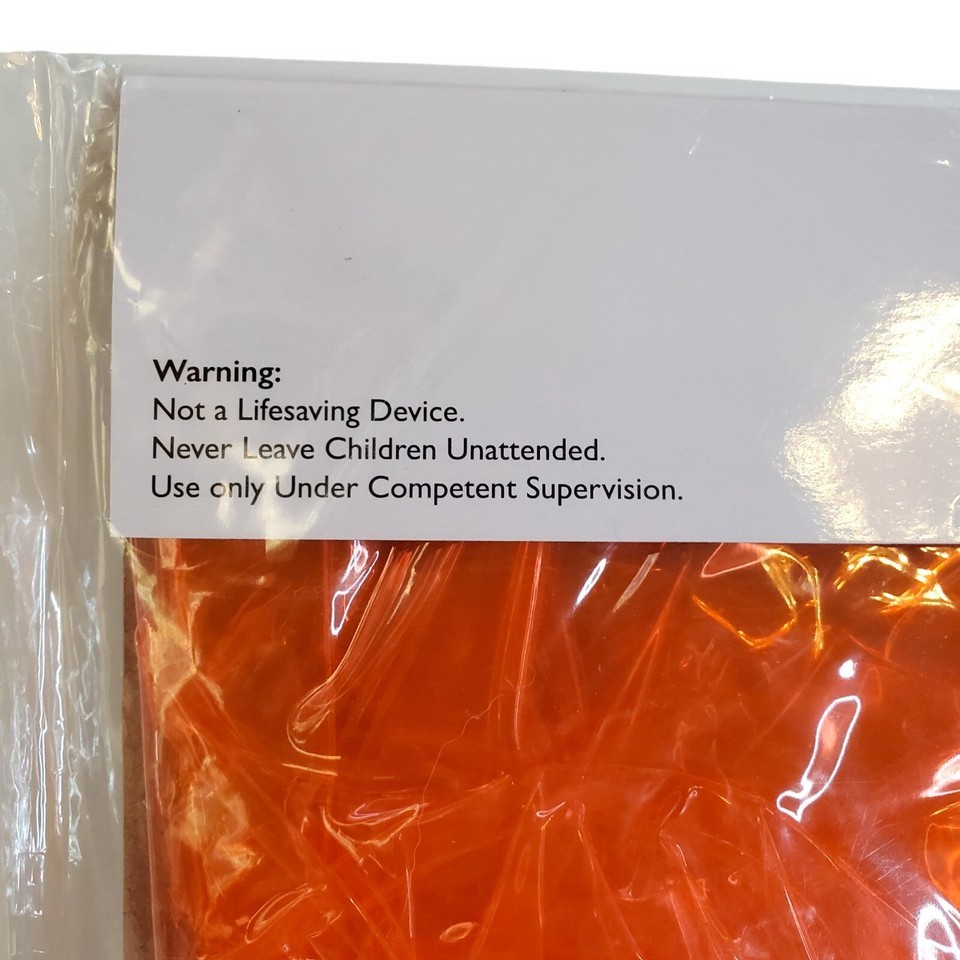 Warning:
Not a Lifesaving Device.
Never Leave Children Unattended.
Use only Under Competent Supervision.